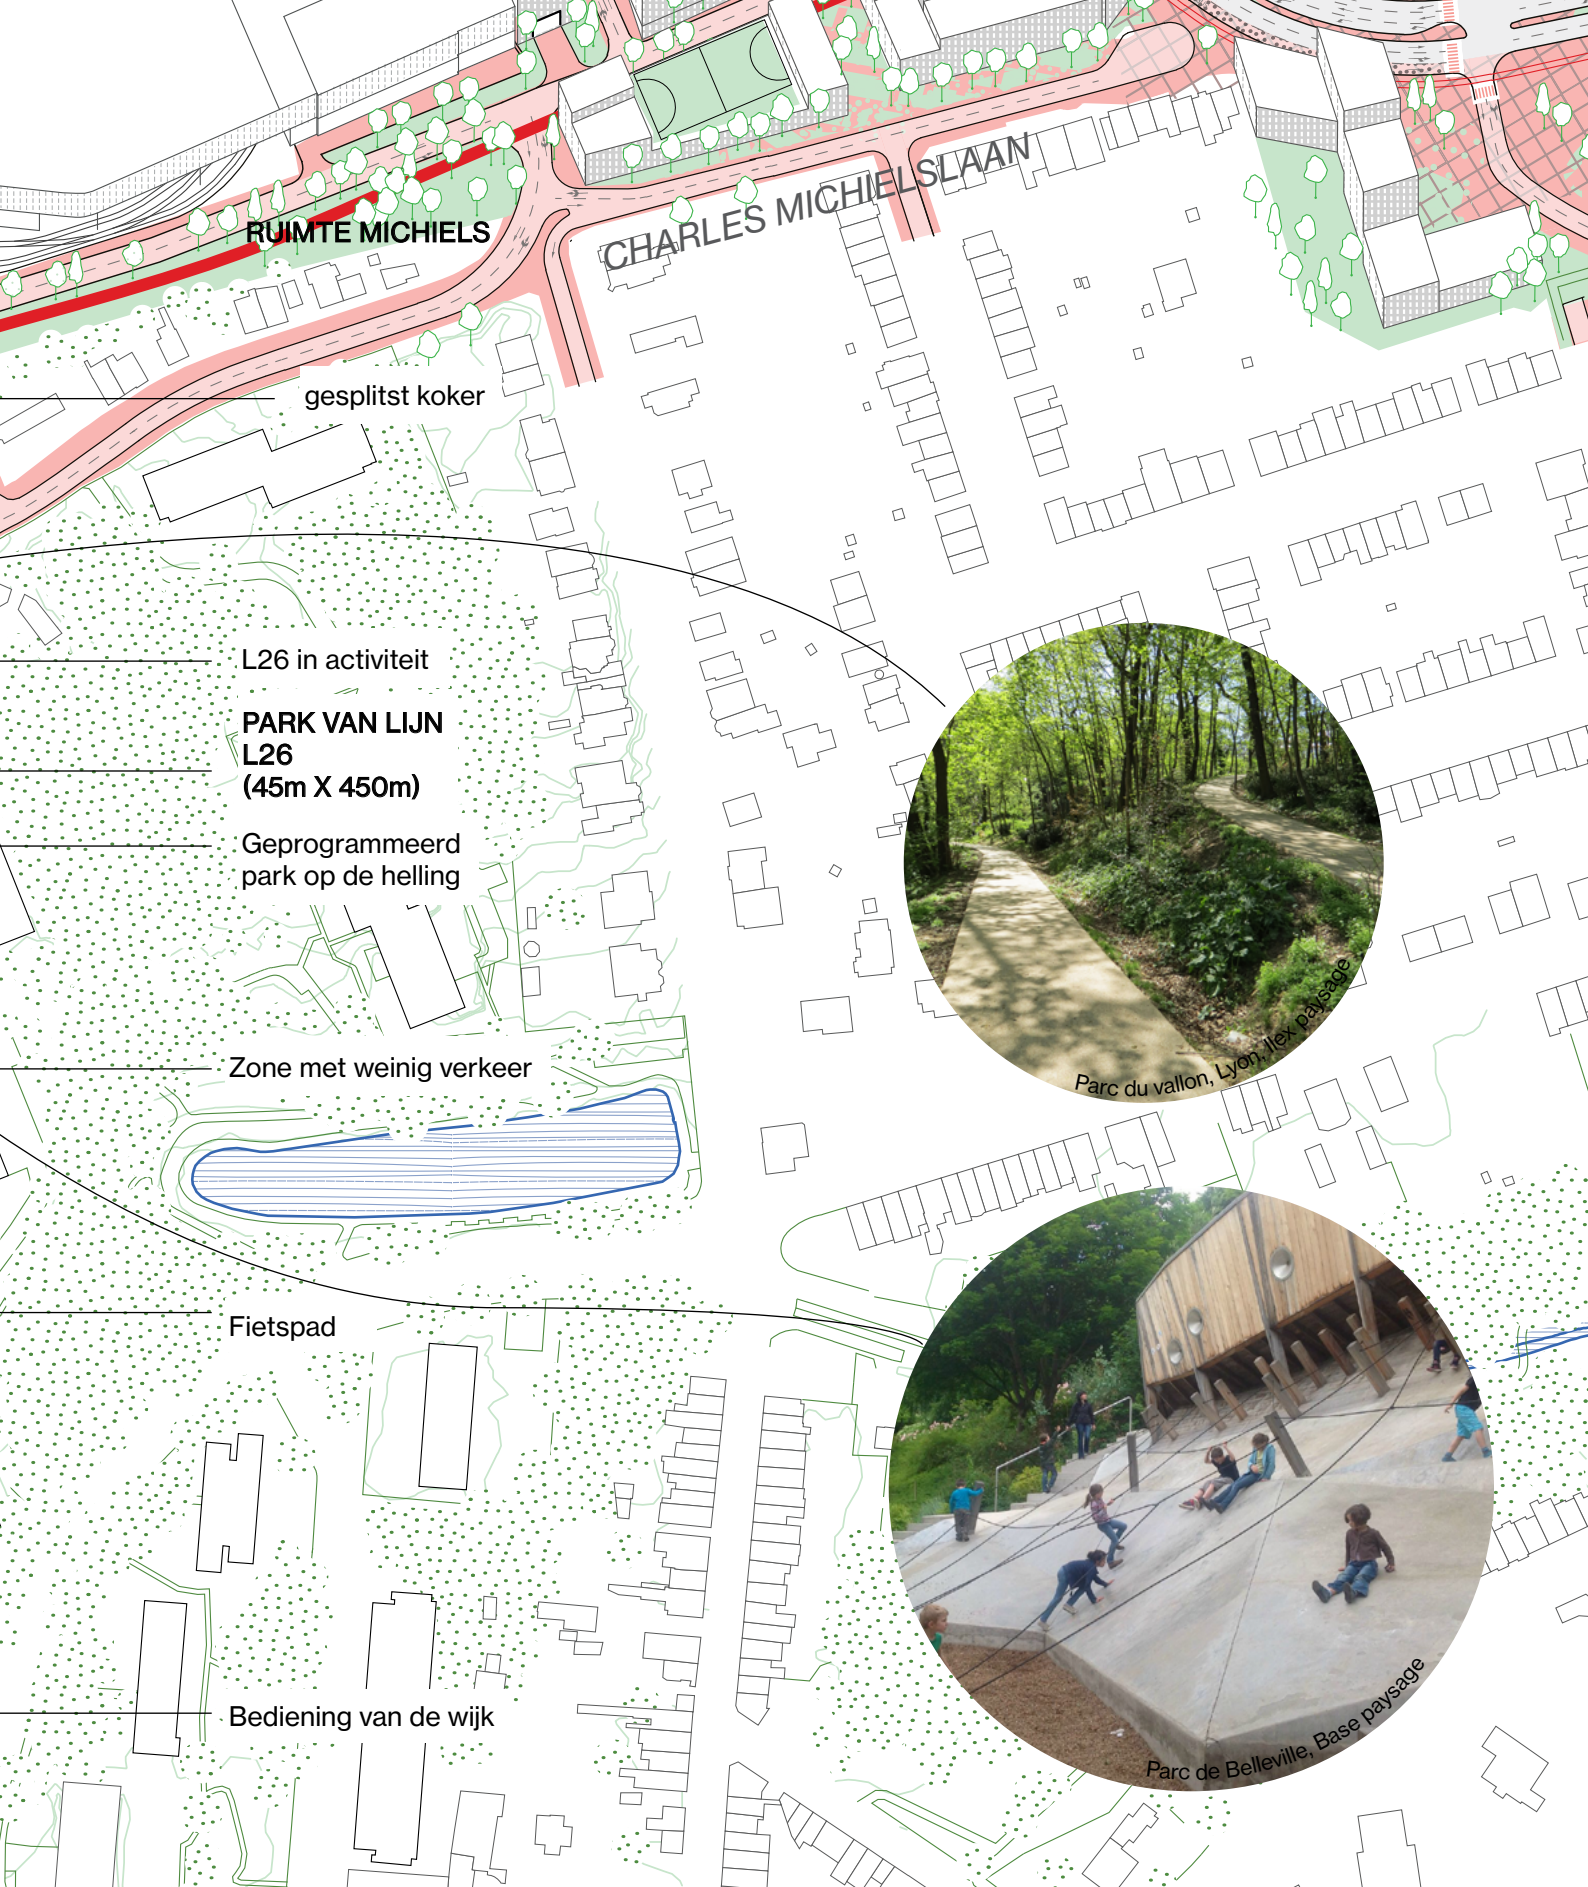 RUIMTE MICHIELS
CHARLES MICHIELSLAAN
gesplitst koker
L26 in activiteit
PARK VAN LIJN
L26
(45m X 450m)
Geprogrammeerd
park op de helling
Parc du vallon, Lyon, Ilex paysage
Zone met weinig verkeer
Fietspad
Parc de Belleville, Base paysage
Bediening van de wijk